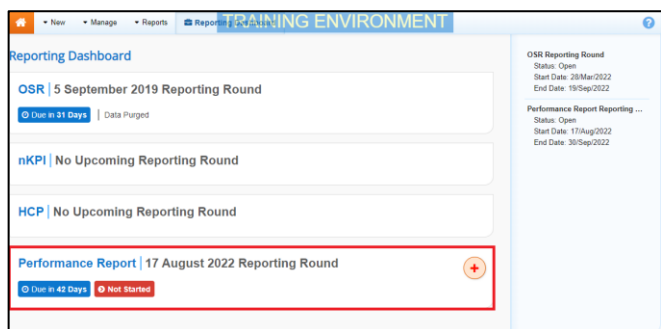 New Manage Reports Reporting Dashboard
TRAINING ENVIRONMENT
Reporting Dashboard
OSR | 5 September 2019 Reporting Round
Due in 31 Days | Data Purged
nKPI | No Upcoming Reporting Round
HCP | No Upcoming Reporting Round
Performance Report | 17 August 2022 Reporting Round
Due in 42 Days Not Started
OSR Reporting Round
Status: Open
Start Date: 28/Mar/2022
End Date: 19/Sep/2022
Performance Report Reporting ...
Status: Open
Start Date: 17/Aug/2022
End Date: 30/Sep/2022